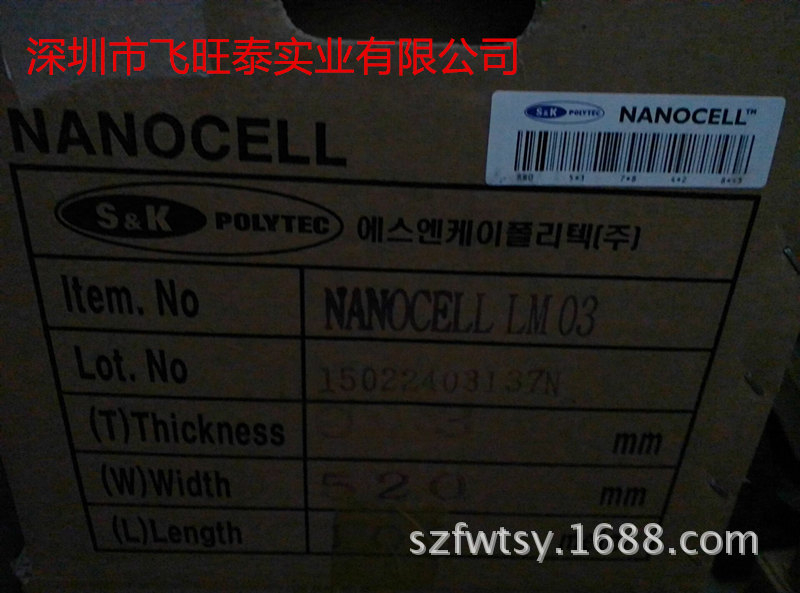 深圳市飞旺泰实业有限公司
S&K POLYTEC NANOCELL™
NANOCELL
S&K POLYTEC 에스엔케이폴리텍(주)
Item. No NANOCELL LM 03
Lot. No 15022403137N
(T)Thickness mm
(W)Width 520 mm
(L)Length
szfwtsy.1688.com